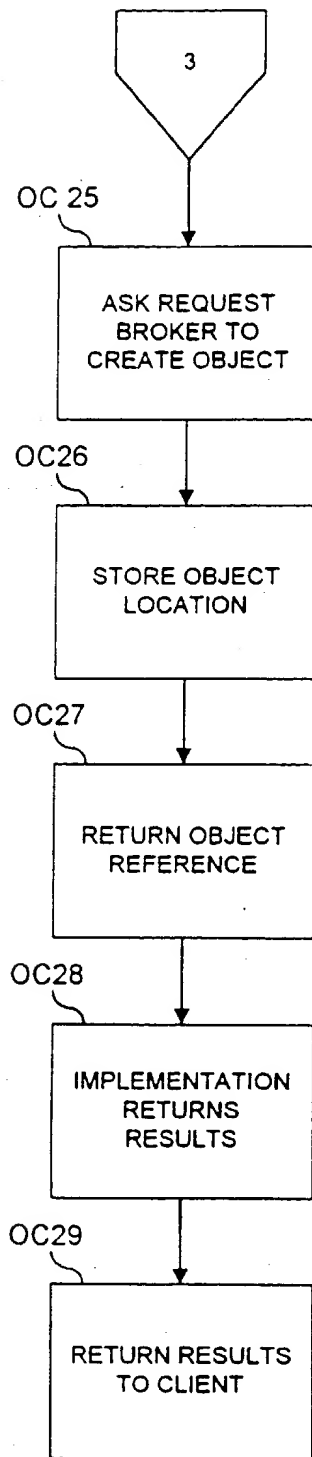 3
OC 25
ASK REQUEST
BROKER TO
CREATE OBJECT
OC26
STORE OBJECT
LOCATION
OC27
RETURN OBJECT
REFERENCE
OC28
IMPLEMENTATION
RETURNS
RESULTS
OC29
RETURN RESULTS
TO CLIENT